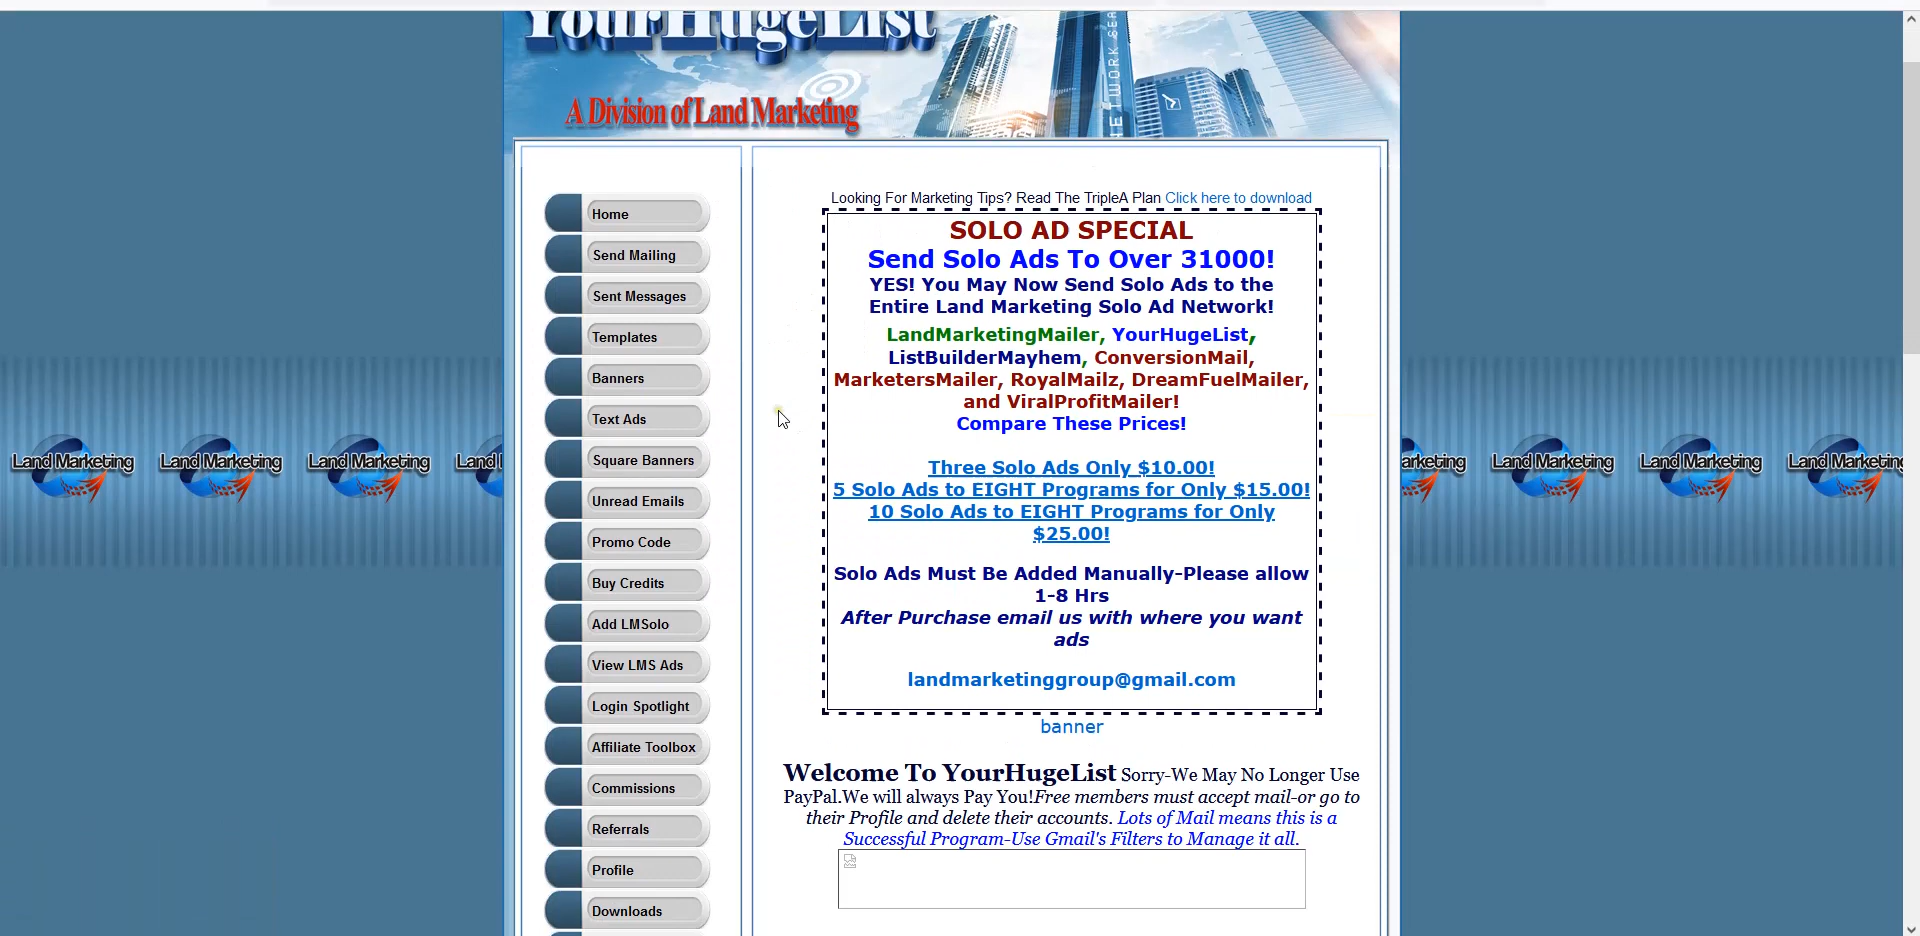 YourHugeList
A Division of Land Marketing
NETWORK SER
Home
Send Mailing
Sent Messages
Templates
Banners
Text Ads
Square Banners
Unread Emails
Promo Code
Buy Credits
Add LMSolo
View LMS Ads
Login Spotlight
Affiliate Toolbox
Commissions
Referrals
Profile
Downloads
Looking For Marketing Tips? Read The TripleA Plan Click here to download
SOLO AD SPECIAL
Send Solo Ads To Over 31000!
YES! You May Now Send Solo Ads to the
Entire Land Marketing Solo Ad Network!
LandMarketingMailer, YourHugeList,
ListBuilderMayhem, ConversionMail,
MarketersMailer, RoyalMailz, DreamFuelMailer,
and ViralProfitMailer!
Compare These Prices!
Three Solo Ads Only $10.00!
5 Solo Ads to EIGHT Programs for Only $15.00!
10 Solo Ads to EIGHT Programs for Only
$25.00!
Solo Ads Must Be Added Manually-Please allow
1-8 Hrs
After Purchase email us with where you want
ads
landmarketinggroup@gmail.com
banner
Welcome To YourHugeList Sorry-We May No Longer Use
PayPal.We will always Pay You!Free members must accept mail-or go to
their Profile and delete their accounts. Lots of Mail means this is a
Successful Program-Use Gmail's Filters to Manage it all.
Land Marketing Land Marketing Land Marketing Land
arketing Land Marketing Land Marketing Land Marketing